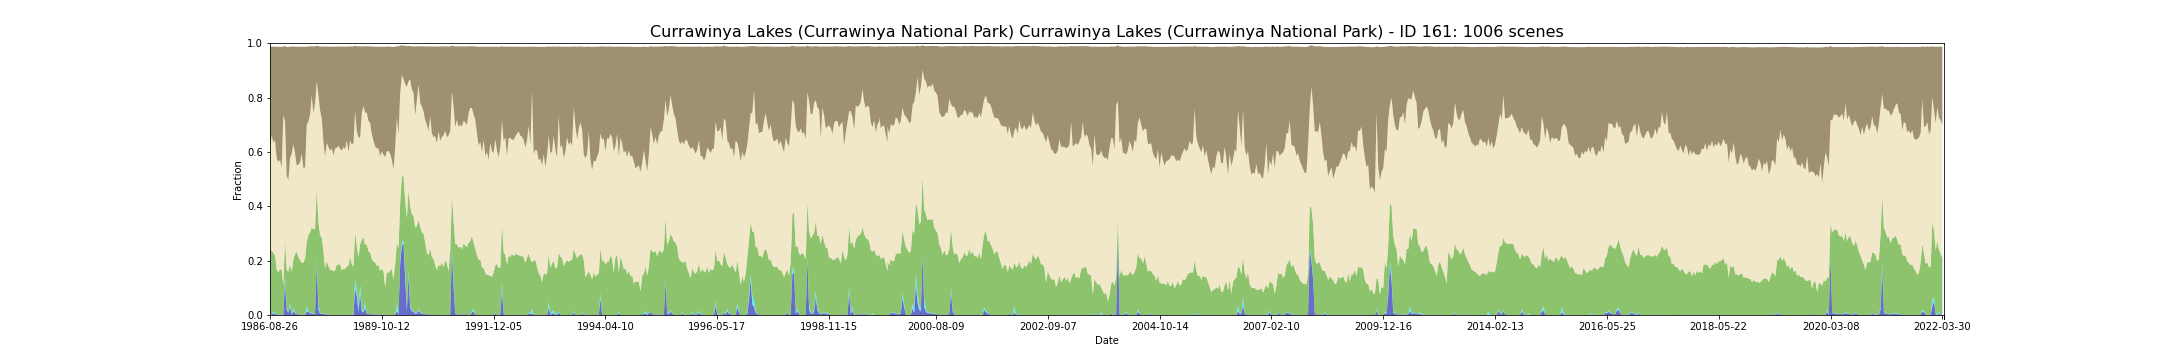 Currawinya Lakes (Currawinya National Park) Currawinya Lakes (Currawinya National Park) - ID 161: 1006 scenes
1.0
0.8
0.6
0.4
0.2
0.0
Fraction
1986-08-26 1989-10-12 1991-12-05 1994-04-10 1996-05-17 1998-11-15 2000-08-09 2002-09-07 2004-10-14 2007-02-10 2009-12-16 2014-02-13 2016-05-25 2018-05-22 2020-03-08 2022-03-30
Date